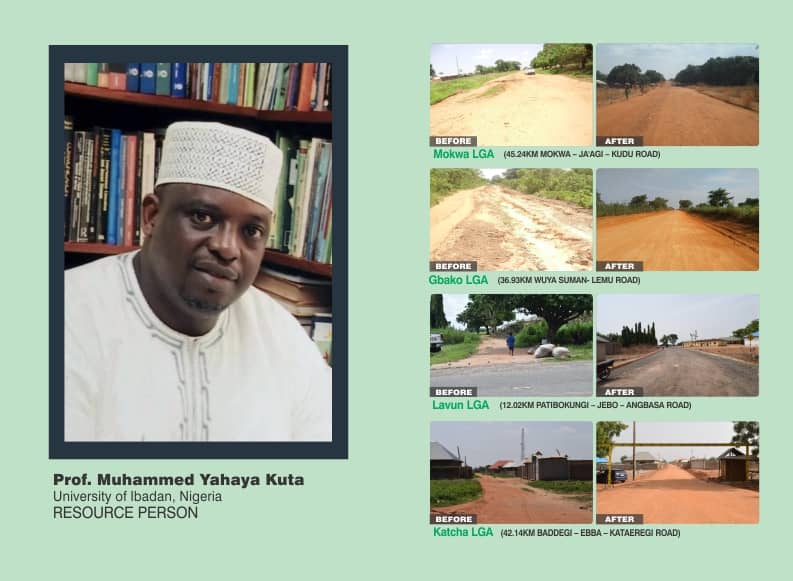 Prof. Muhammed Yahaya Kuta
University of Ibadan, Nigeria
RESOURCE PERSON
BEFORE AFTER
Mokwa LGA (45.24KM MOKWA – JA'AGI – KUDU ROAD)
BEFORE AFTER
Gbako LGA (36.93KM WUYA SUMAN- LEMU ROAD)
BEFORE AFTER
Lavun LGA (12.02KM PATIBOKUNGI – JEBO – ANGBASA ROAD)
BEFORE AFTER
Katcha LGA (42.14KM BADDEGI – EBBA – KATAEREGI ROAD)